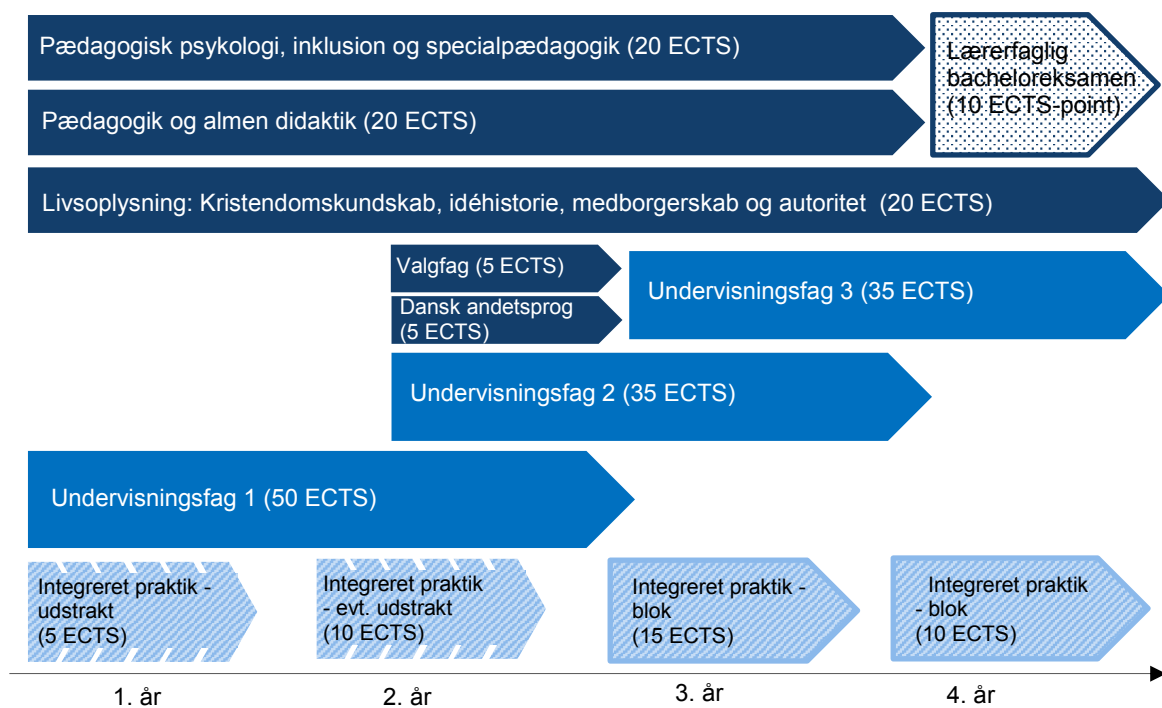 Pædagogisk psykologi, inklusion og specialpædagogik (20 ECTS)
Lærerfaglig
bacheloreksamen
(10 ECTS-point)
Pædagogik og almen didaktik (20 ECTS)
Livsoplysning: Kristendomskundskab, idéhistorie, medborgerskab og autoritet (20 ECTS)
Valgfag (5 ECTS)
Dansk andetsprog
(5 ECTS)
Undervisningsfag 3 (35 ECTS)
Undervisningsfag 2 (35 ECTS)
Undervisningsfag 1 (50 ECTS)
Integreret praktik -
udstrakt
(5 ECTS)
Integreret praktik
- evt. udstrakt
(10 ECTS)
Integreret praktik -
blok
(15 ECTS)
Integreret praktik
- blok
(10 ECTS)
1. år
2. år
3. år
4. år